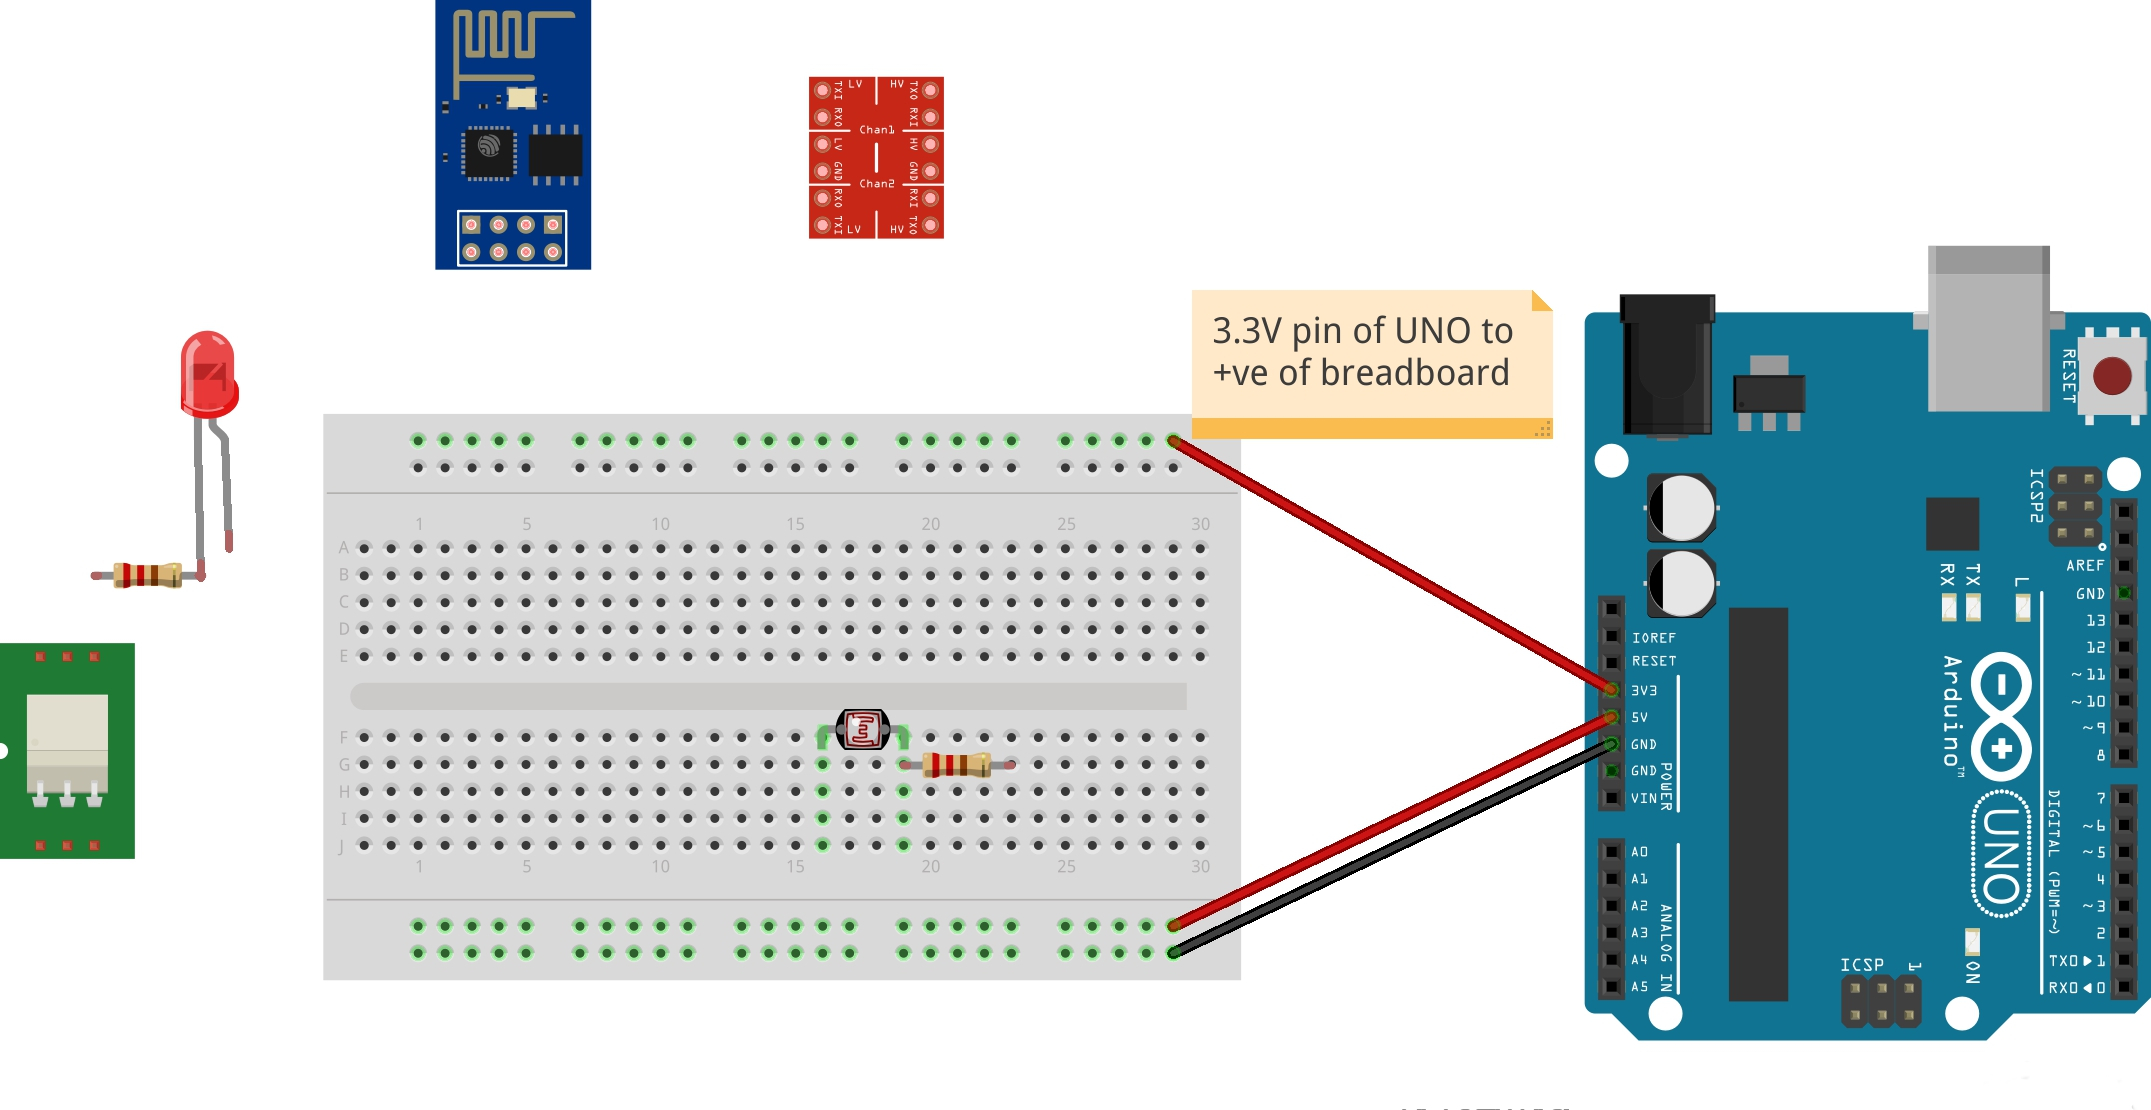 LV HV
TXI TXO
RXO RXI
Chan1
LV HV
GND GND
Chan2
RXO RXI
TXI TXO
LV HV
3.3V pin of UNO to
+ve of breadboard
RESET
ICSP2
1 5 10 15 20 25 30
A
B
C
D
E
F
G
H
I
J
1 5 10 15 20 25 30
IOREF
RESET
3V3
5V
GND
GND
VIN
POWER
A0
A1
A2
A3
A4
A5
ANALOG IN
RX TX L
Arduino™
UNO
AREF
GND
13
12
~11
~10
~9
8
7
~6
~5
4
~3
2
TX0▶1
RX0◀0
DIGITAL (PWM=~)
ICSP 1
ON